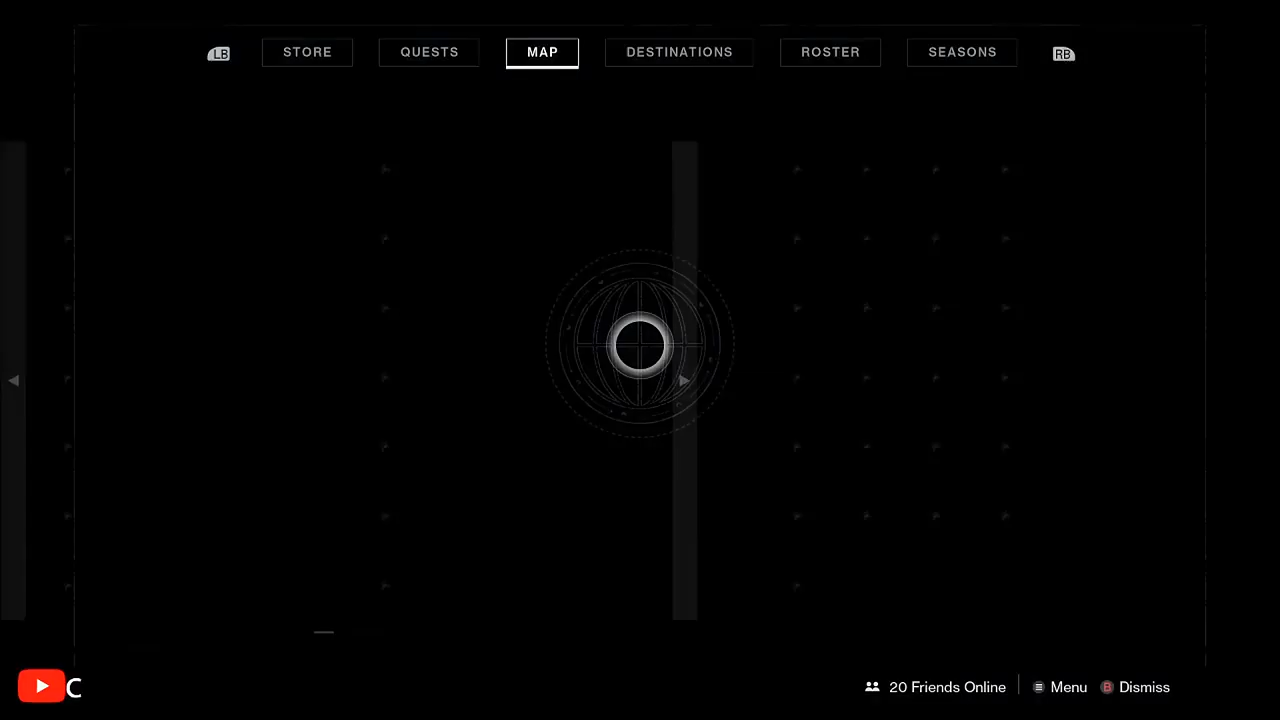 LB STORE QUESTS MAP DESTINATIONS ROSTER SEASONS RB
C
20 Friends Online Menu B Dismiss